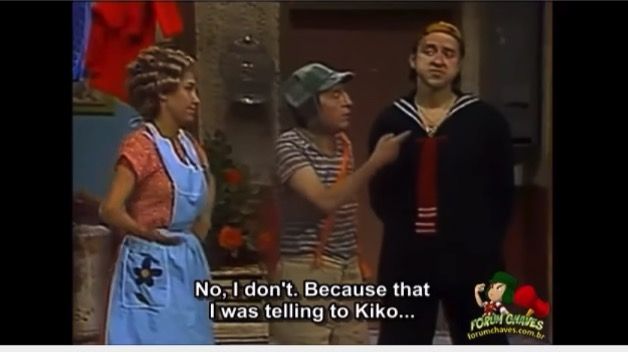 No, I don't. Because that
I was telling to Kiko...
FORUM CHAVES
forumchaves.com.br